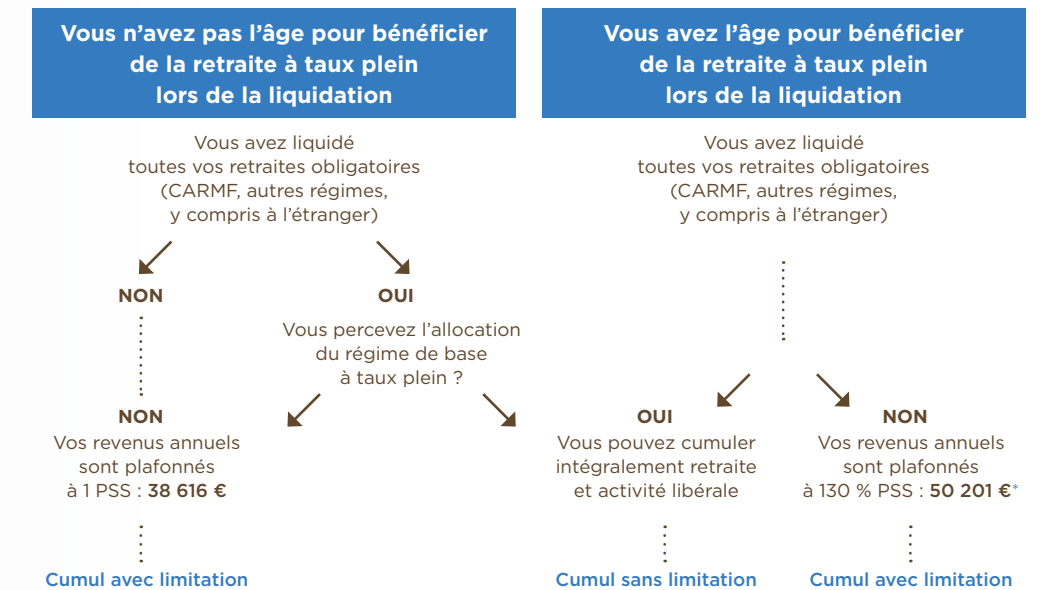 Vous n’avez pas l’âge pour bénéficier
de la retraite à taux plein
lors de la liquidation
Vous avez liquidé
toutes vos retraites obligatoires
(CARMF, autres régimes,
y compris à l’étranger)
NON
OUI
Vous percevez l’allocation
du régime de base
à taux plein ?
NON
Vos revenus annuels
sont plafonnés
à 1 PSS : 38 616 €
Cumul avec limitation
Vous avez l’âge pour bénéficier
de la retraite à taux plein
lors de la liquidation
Vous avez liquidé
toutes vos retraites obligatoires
(CARMF, autres régimes,
y compris à l’étranger)
OUI
Vous pouvez cumuler
intégralement retraite
et activité libérale
Cumul sans limitation
NON
Vos revenus annuels
sont plafonnés
à 130 % PSS : 50 201 €*
Cumul avec limitation